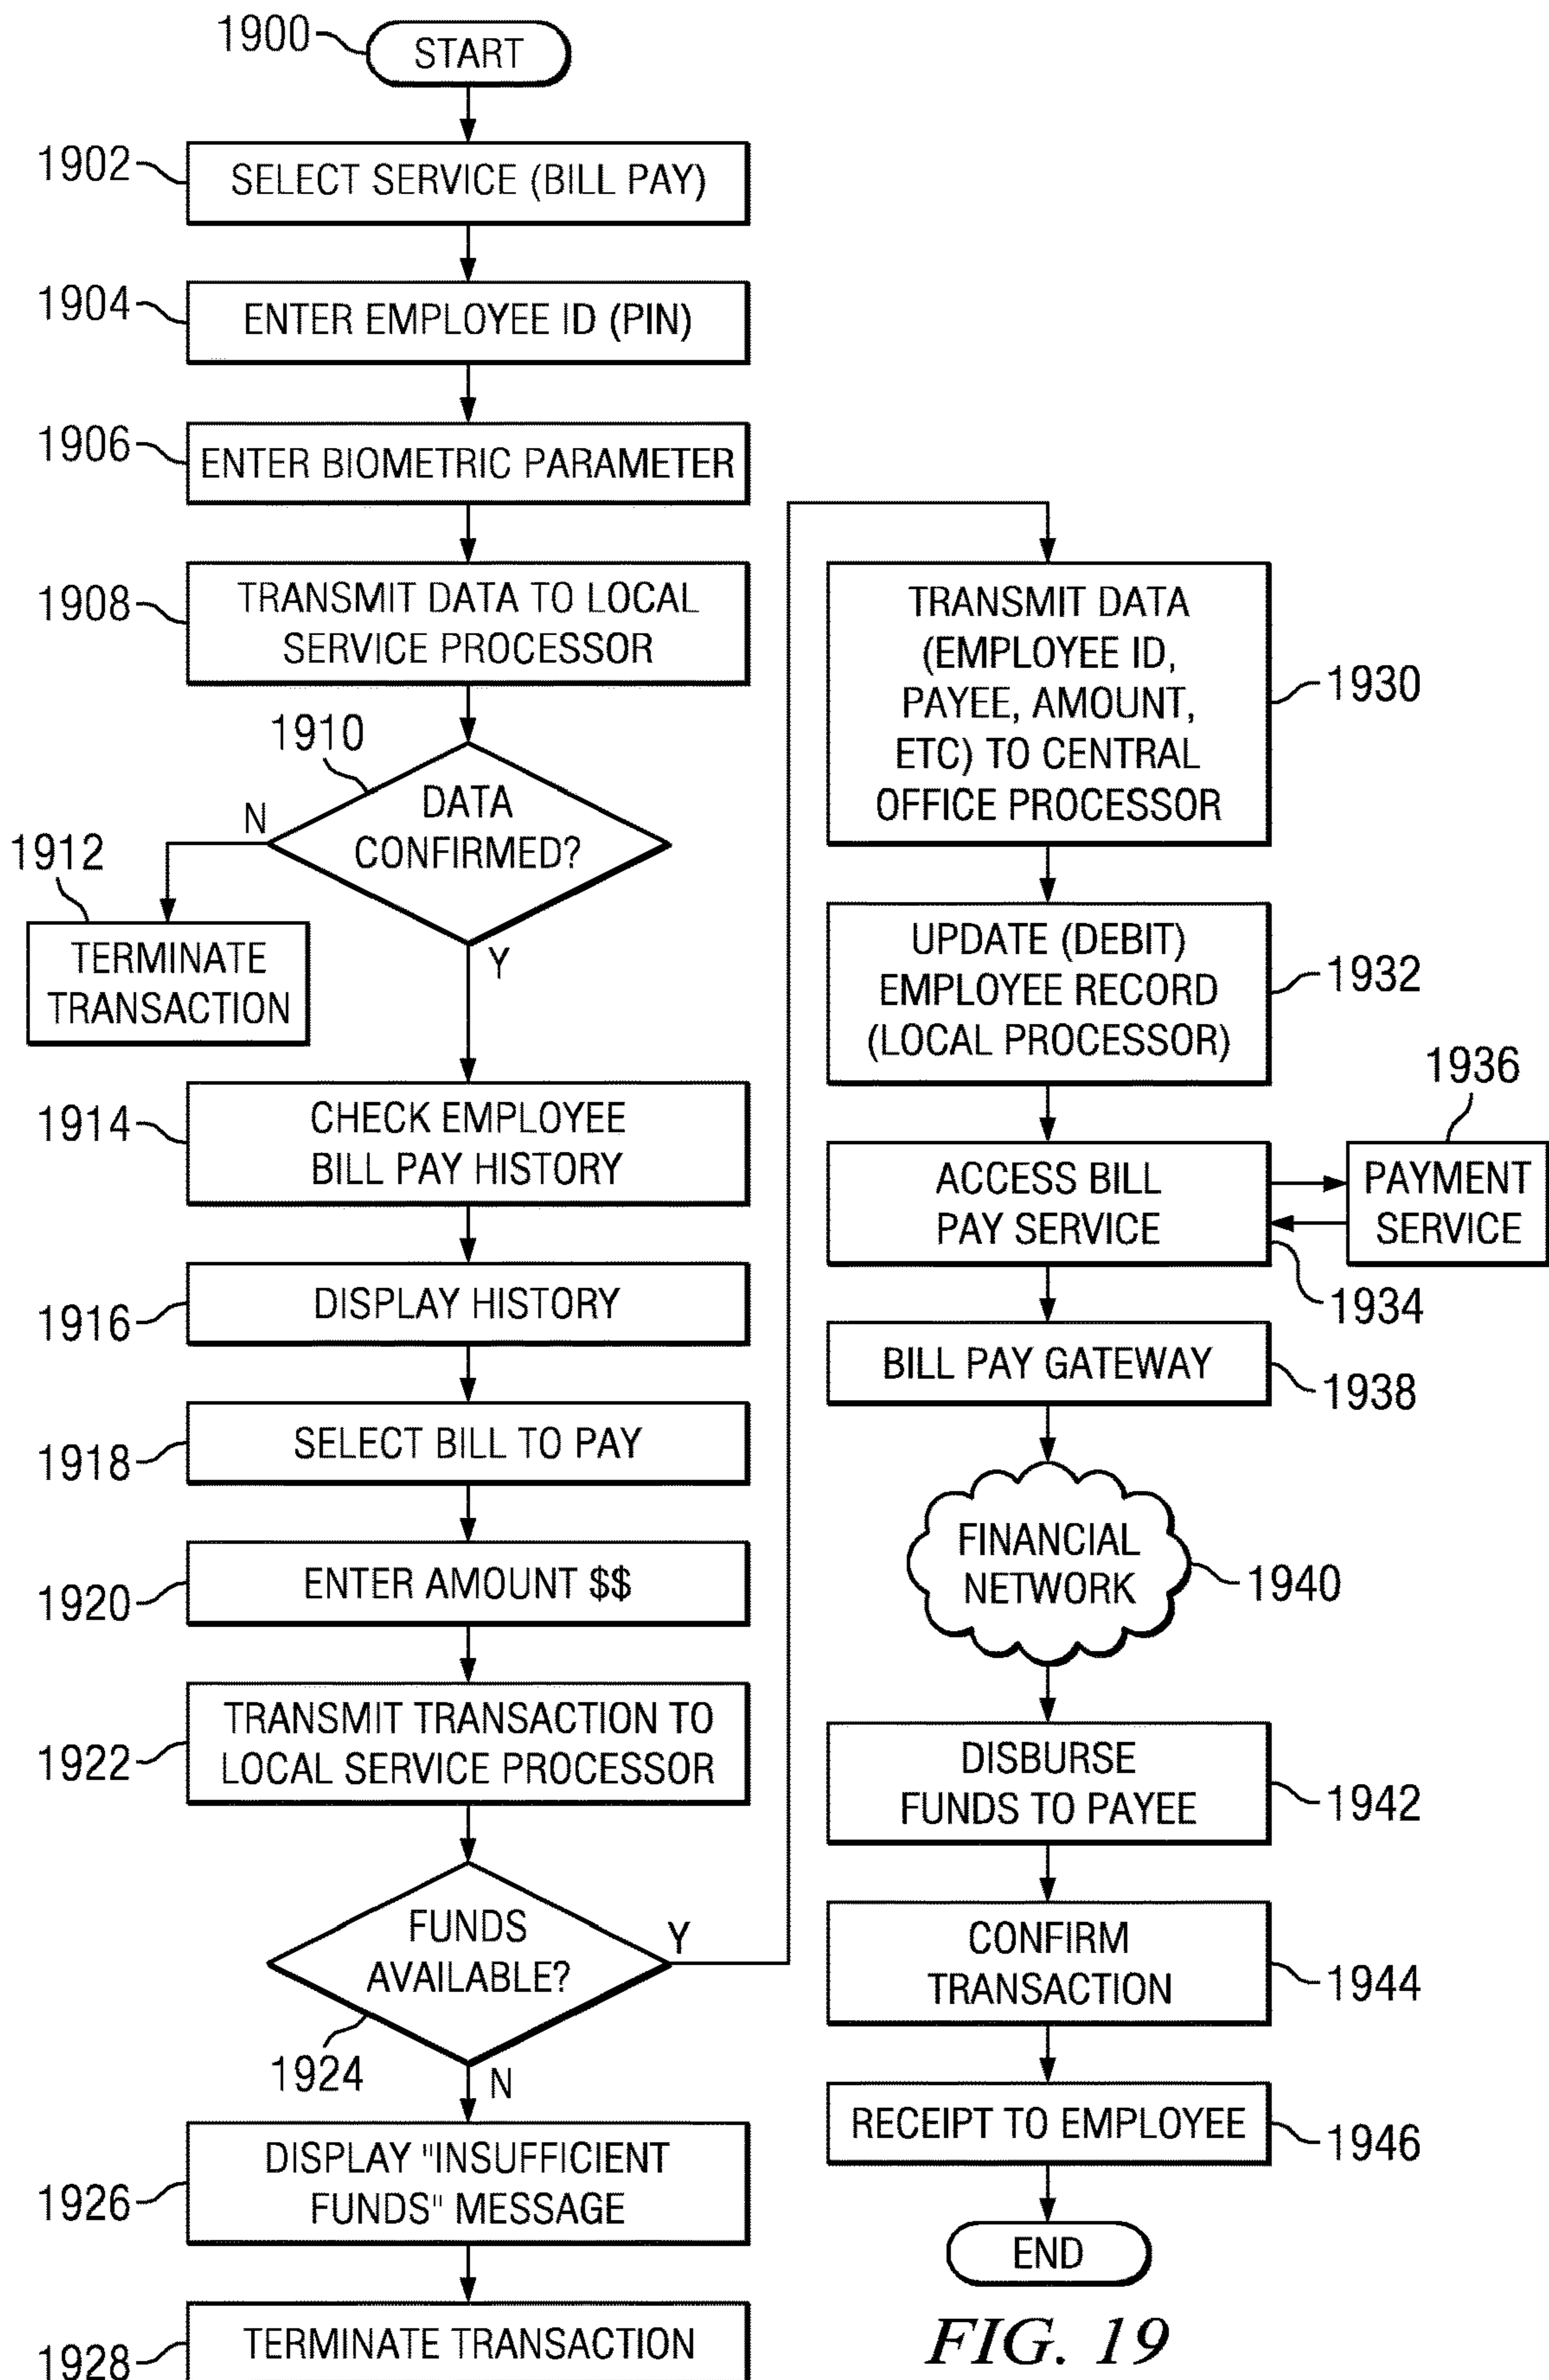 1900
START
1902
SELECT SERVICE (BILL PAY)
1904
ENTER EMPLOYEE ID (PIN)
1906
ENTER BIOMETRIC PARAMETER
1908
TRANSMIT DATA TO LOCAL
SERVICE PROCESSOR
1910
DATA
CONFIRMED?
N
Y
1912
TERMINATE
TRANSACTION
1914
CHECK EMPLOYEE
BILL PAY HISTORY
1916
DISPLAY HISTORY
1918
SELECT BILL TO PAY
1920
ENTER AMOUNT $$
1922
TRANSMIT TRANSACTION TO
LOCAL SERVICE PROCESSOR
FUNDS
AVAILABLE?
Y
1924
N
1926
DISPLAY "INSUFFICIENT
FUNDS" MESSAGE
1928
TERMINATE TRANSACTION
TRANSMIT DATA
(EMPLOYEE ID,
PAYEE, AMOUNT,
ETC) TO CENTRAL
OFFICE PROCESSOR
1930
UPDATE (DEBIT)
EMPLOYEE RECORD
(LOCAL PROCESSOR)
1932
ACCESS BILL
PAY SERVICE
1934
1936
PAYMENT
SERVICE
BILL PAY GATEWAY
1938
FINANCIAL
NETWORK
1940
DISBURSE
FUNDS TO PAYEE
1942
CONFIRM
TRANSACTION
1944
RECEIPT TO EMPLOYEE
1946
END
FIG. 19